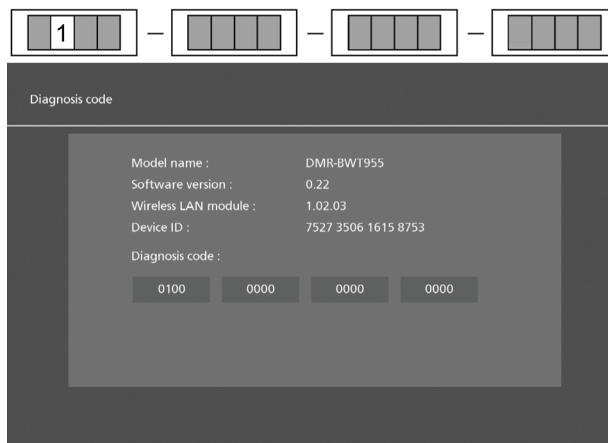 1 – – –
Diagnosis code
Model name : DMR-BWT955
Software version : 0.22
Wireless LAN module : 1.02.03
Device ID : 7527 3506 1615 8753
Diagnosis code :
0100 0000 0000 0000